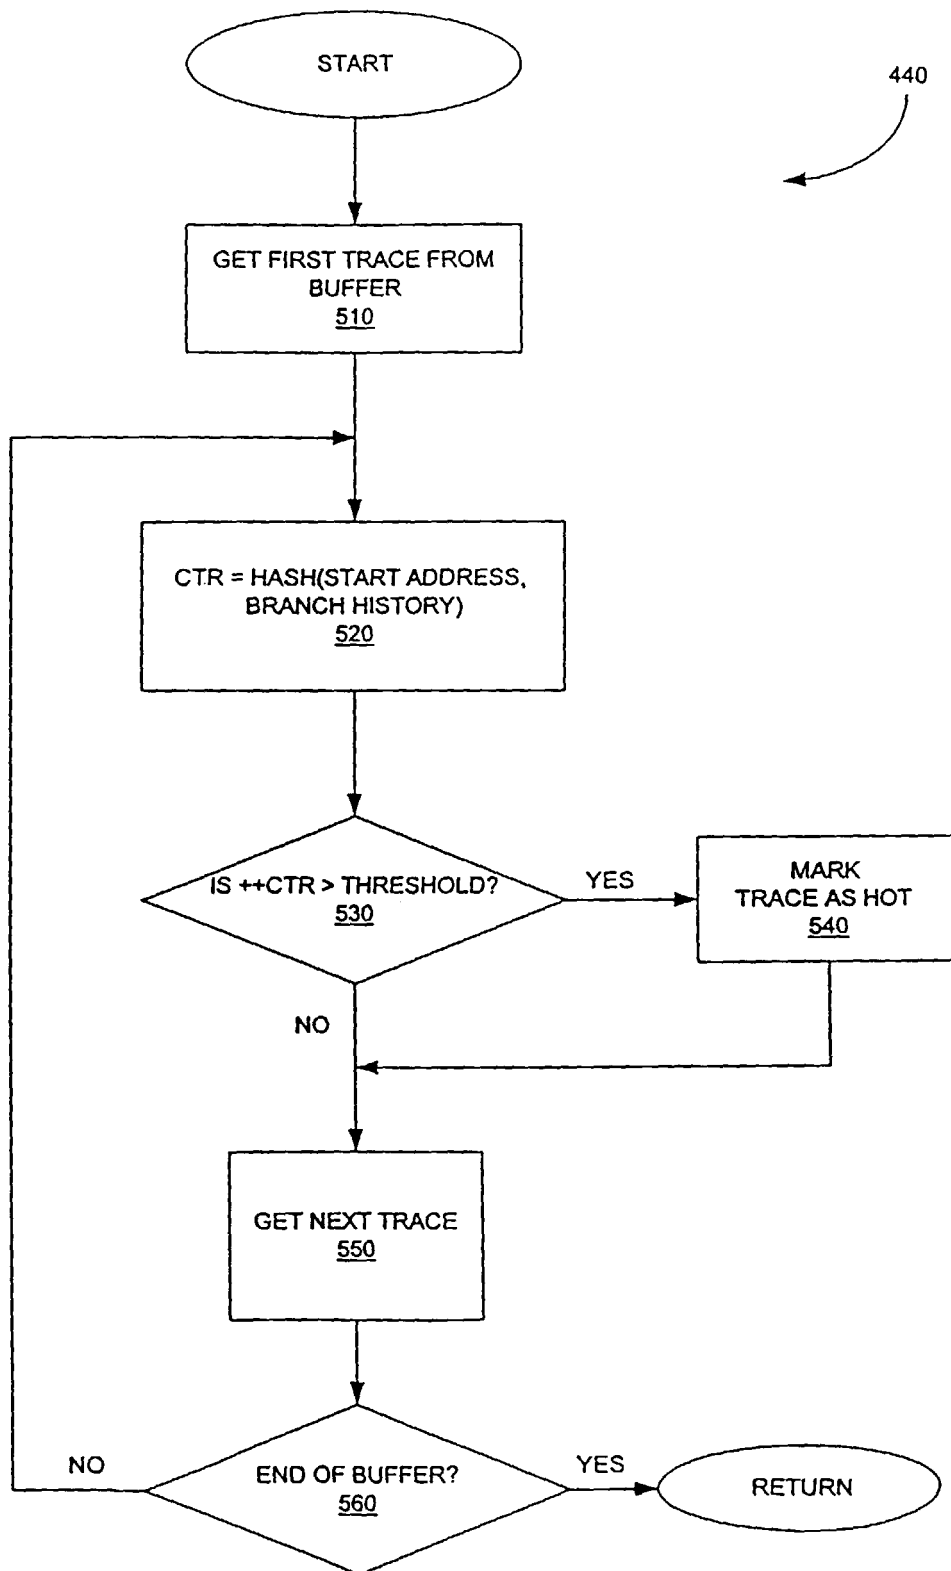 START
440
GET FIRST TRACE FROM
BUFFER
510
CTR = HASH(START ADDRESS,
BRANCH HISTORY)
520
IS ++CTR > THRESHOLD?
530
YES
MARK
TRACE AS HOT
540
NO
GET NEXT TRACE
550
NO
END OF BUFFER?
560
YES
RETURN